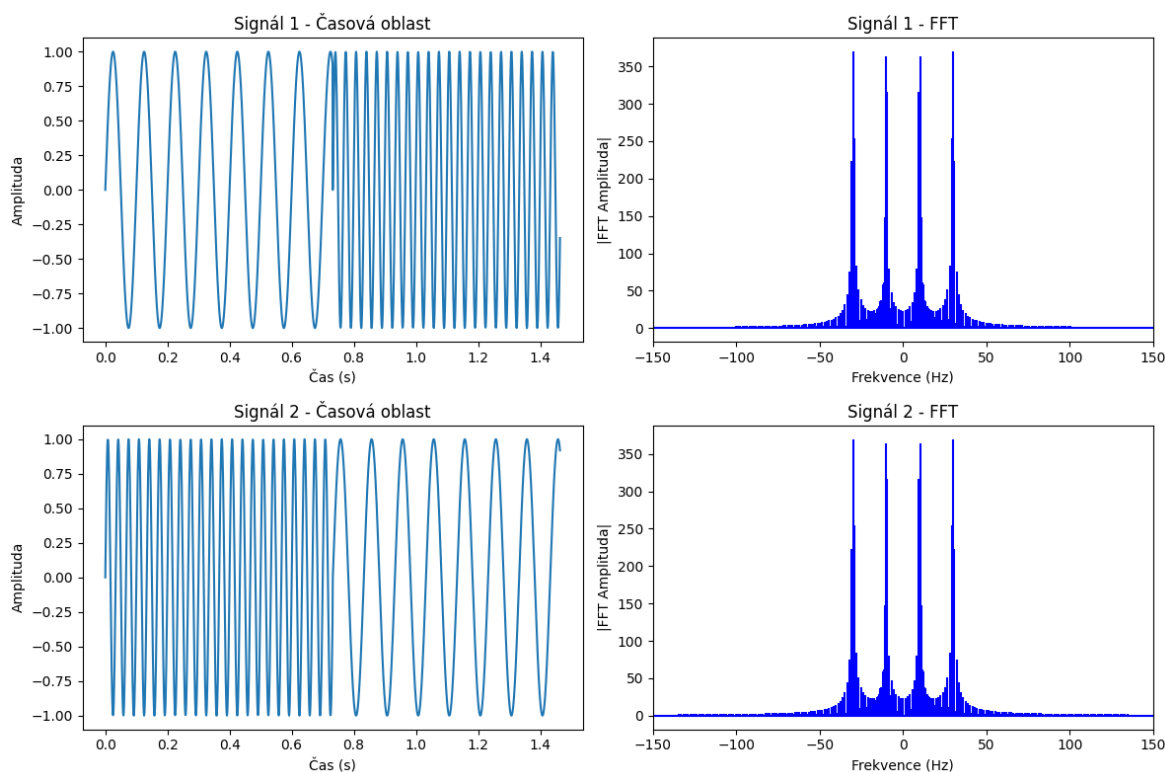 Signál 1 - Časová oblast
Amplituda
1.00
0.75
0.50
0.25
0.00
−0.25
−0.50
−0.75
−1.00
0.0 0.2 0.4 0.6 0.8 1.0 1.2 1.4
Čas (s)
Signál 1 - FFT
|FFT Amplituda|
350
300
250
200
150
100
50
0
−150 −100 −50 0 50 100 150
Frekvence (Hz)
Signál 2 - Časová oblast
Amplituda
1.00
0.75
0.50
0.25
0.00
−0.25
−0.50
−0.75
−1.00
0.0 0.2 0.4 0.6 0.8 1.0 1.2 1.4
Čas (s)
Signál 2 - FFT
|FFT Amplituda|
350
300
250
200
150
100
50
0
−150 −100 −50 0 50 100 150
Frekvence (Hz)